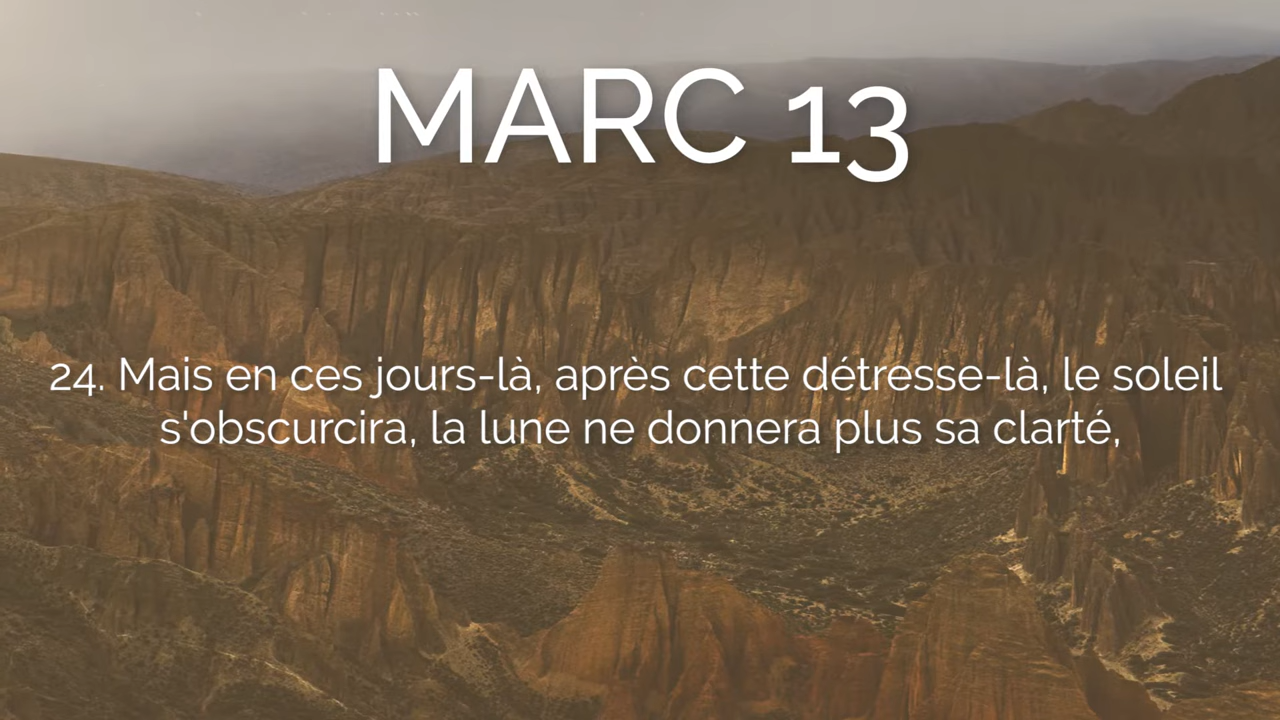 MARC 13
24. Mais en ces jours-là, après cette détresse-là, le soleil
s'obscurcira, la lune ne donnera plus sa clarté,